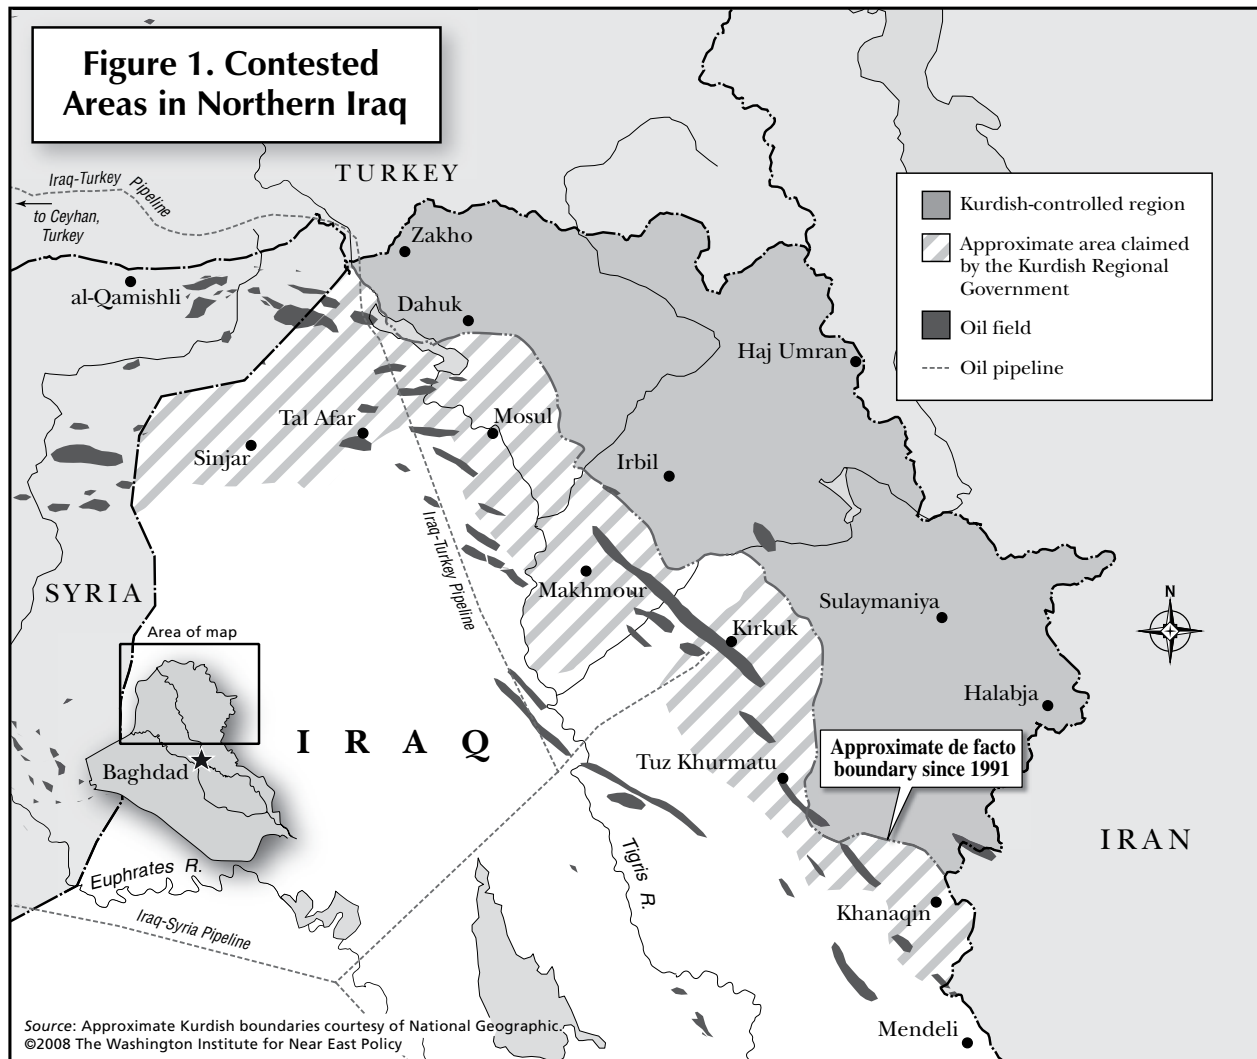 Figure 1. Contested
Areas in Northern Iraq
TURKEY
Iraq-Turkey Pipeline
to Ceyhan,
Turkey
Kurdish-controlled region
Approximate area claimed
by the Kurdish Regional
Government
Oil field
Oil pipeline
Zakho
al-Qamishli
Dahuk
Haj Umran
Tal Afar
Mosul
Sinjar
Irbil
Iraq-Turkey Pipeline
SYRIA
Makhmour
Sulaymaniya
Kirkuk
N
Area of map
Halabja
IRAQ
Baghdad
Tuz Khurmatu
Approximate de facto
boundary since 1991
IRAN
Tigris R.
Euphrates R.
Khanaqin
Iraq-Syria Pipeline
Mendeli
Source: Approximate Kurdish boundaries courtesy of National Geographic.
©2008 The Washington Institute for Near East Policy